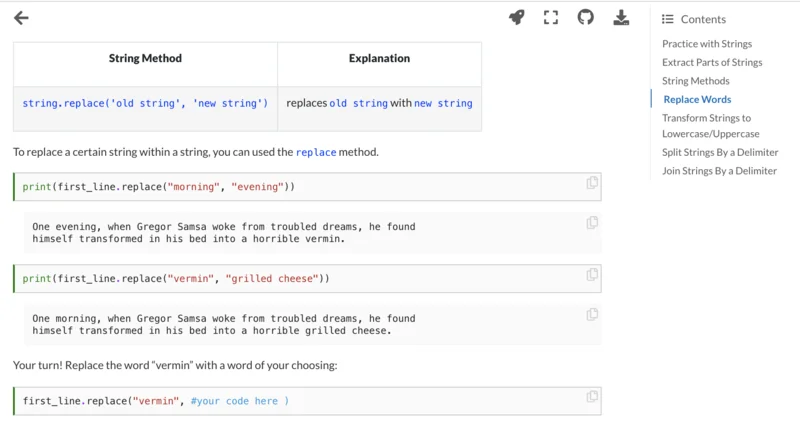 Contents
Practice with Strings
Extract Parts of Strings
String Methods
Replace Words
Transform Strings to
Lowercase/Uppercase
Split Strings By a Delimiter
Join Strings By a Delimiter
String Method Explanation
string.replace('old string', 'new string') replaces old string with new string
To replace a certain string within a string, you can used the replace method.
print(first_line.replace("morning", "evening"))
One evening, when Gregor Samsa woke from troubled dreams, he found
himself transformed in his bed into a horrible vermin.
print(first_line.replace("vermin", "grilled cheese"))
One morning, when Gregor Samsa woke from troubled dreams, he found
himself transformed in his bed into a horrible grilled cheese.
Your turn! Replace the word “vermin” with a word of your choosing:
first_line.replace("vermin", #your code here )